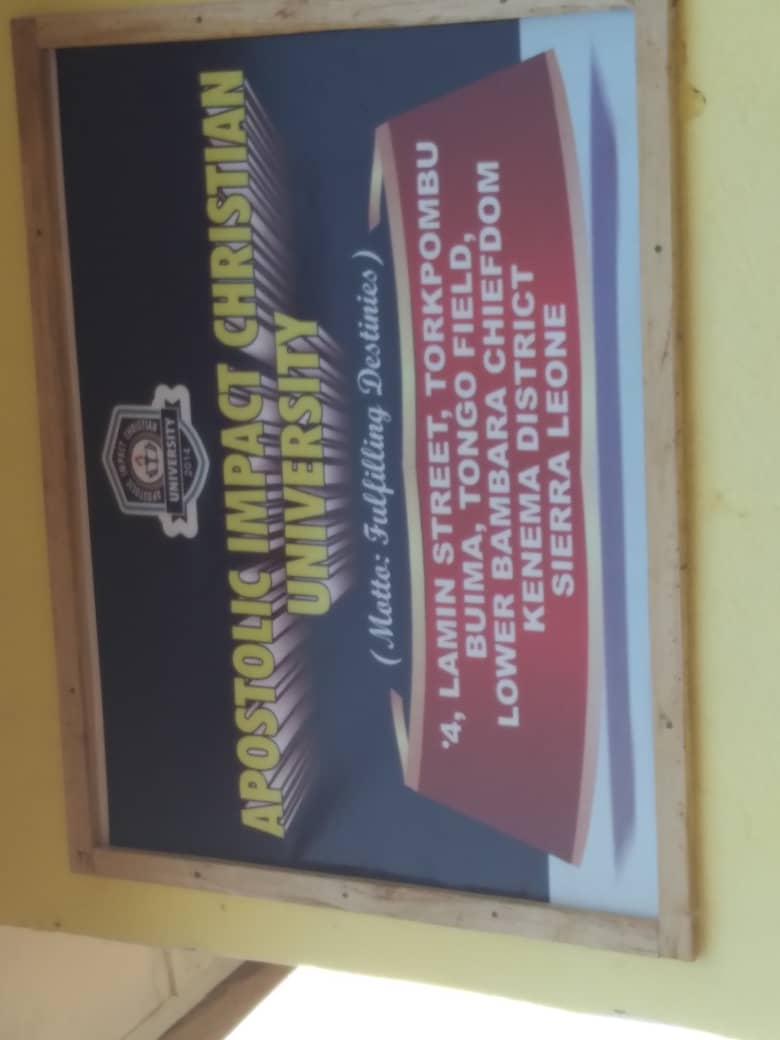 APOSTOLIC IMPACT CHRISTIAN
UNIVERSITY
2014
APOSTOLIC IMPACT CHRISTIAN
UNIVERSITY
(Motto: Fulfilling Destinies)
4, LAMIN STREET, TORKPOMBU
BUIMA, TONGO FIELD,
LOWER BAMBARA CHIEFDOM
KENEMA DISTRICT
SIERRA LEONE